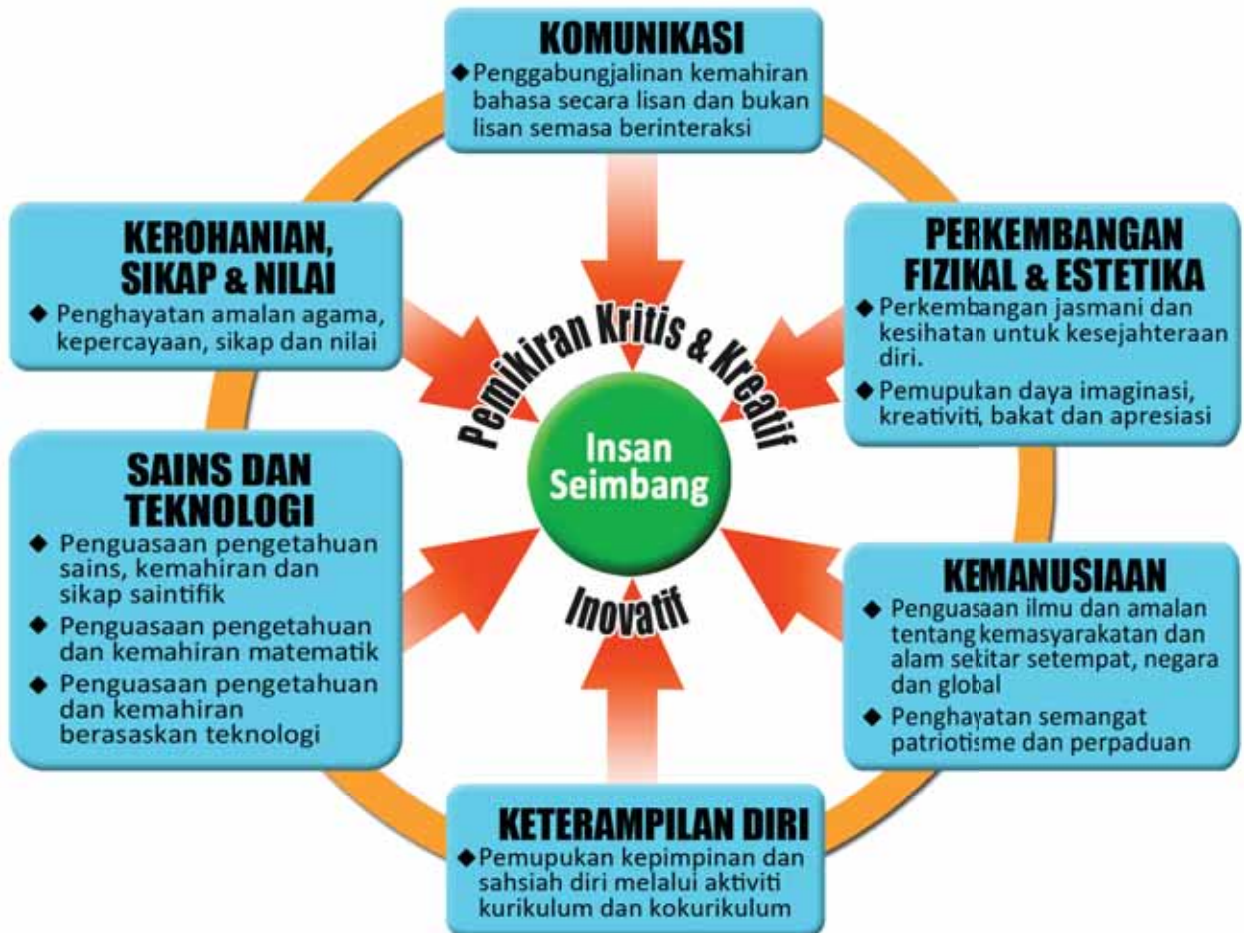 KOMUNIKASI
◆ Penggabungjalinan kemahiran
bahasa secara lisan dan bukan
lisan semasa berinteraksi
KEROHANIAN,
SIKAP & NILAI
◆ Penghayatan amalan agama,
kepercayaan, sikap dan nilai
PERKEMBANGAN
FIZIKAL & ESTETIKA
◆ Perkembangan jasmani dan
kesihatan untuk kesejahteraan
diri.
◆ Pemupukan daya imaginasi,
kreativiti, bakat dan apresiasi
Pemikiran Kritis & Kreatif
Insan
Seimbang
Inovatif
SAINS DAN
TEKNOLOGI
◆ Penguasaan pengetahuan
sains, kemahiran dan
sikap saintifik
◆ Penguasaan pengetahuan
dan kemahiran matematik
◆ Penguasaan pengetahuan
dan kemahiran
berasaskan teknologi
KEMANUSIAAN
◆ Penguasaan ilmu dan amalan
tentang kemasyarakatan dan
alam sekitar setempat, negara
dan global
◆ Penghayatan semangat
patriotisme dan perpaduan
KETERAMPILAN DIRI
◆ Pemupukan kepimpinan dan
sahsiah diri melalui aktiviti
kurikulum dan kokurikulum